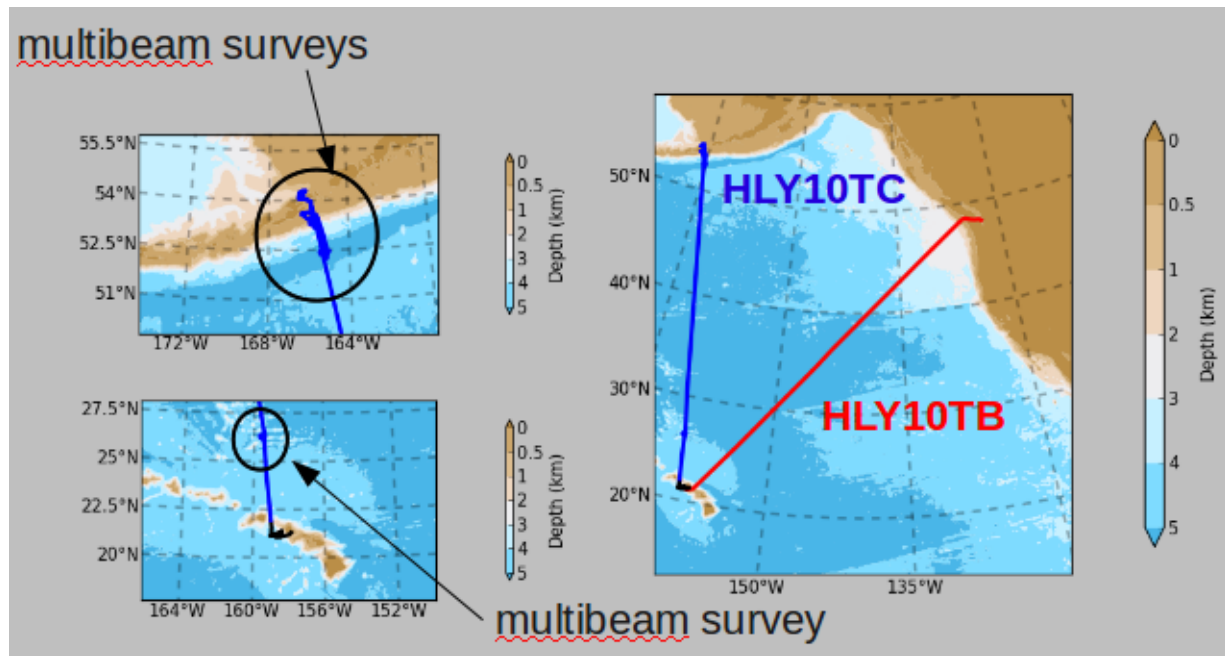 multibeam surveys
55.5°N
54°N
52.5°N
51°N
172°W 168°W 164°W
0
0.5
1
2
3
4
5
Depth (km)
27.5°N
25°N
22.5°N
20°N
164°W 160°W 156°W 152°W
0
0.5
1
2
3
4
5
Depth (km)
multibeam survey
50°N
40°N
30°N
20°N
150°W 135°W
HLY10TC
HLY10TB
0
0.5
1
2
3
4
5
Depth (km)